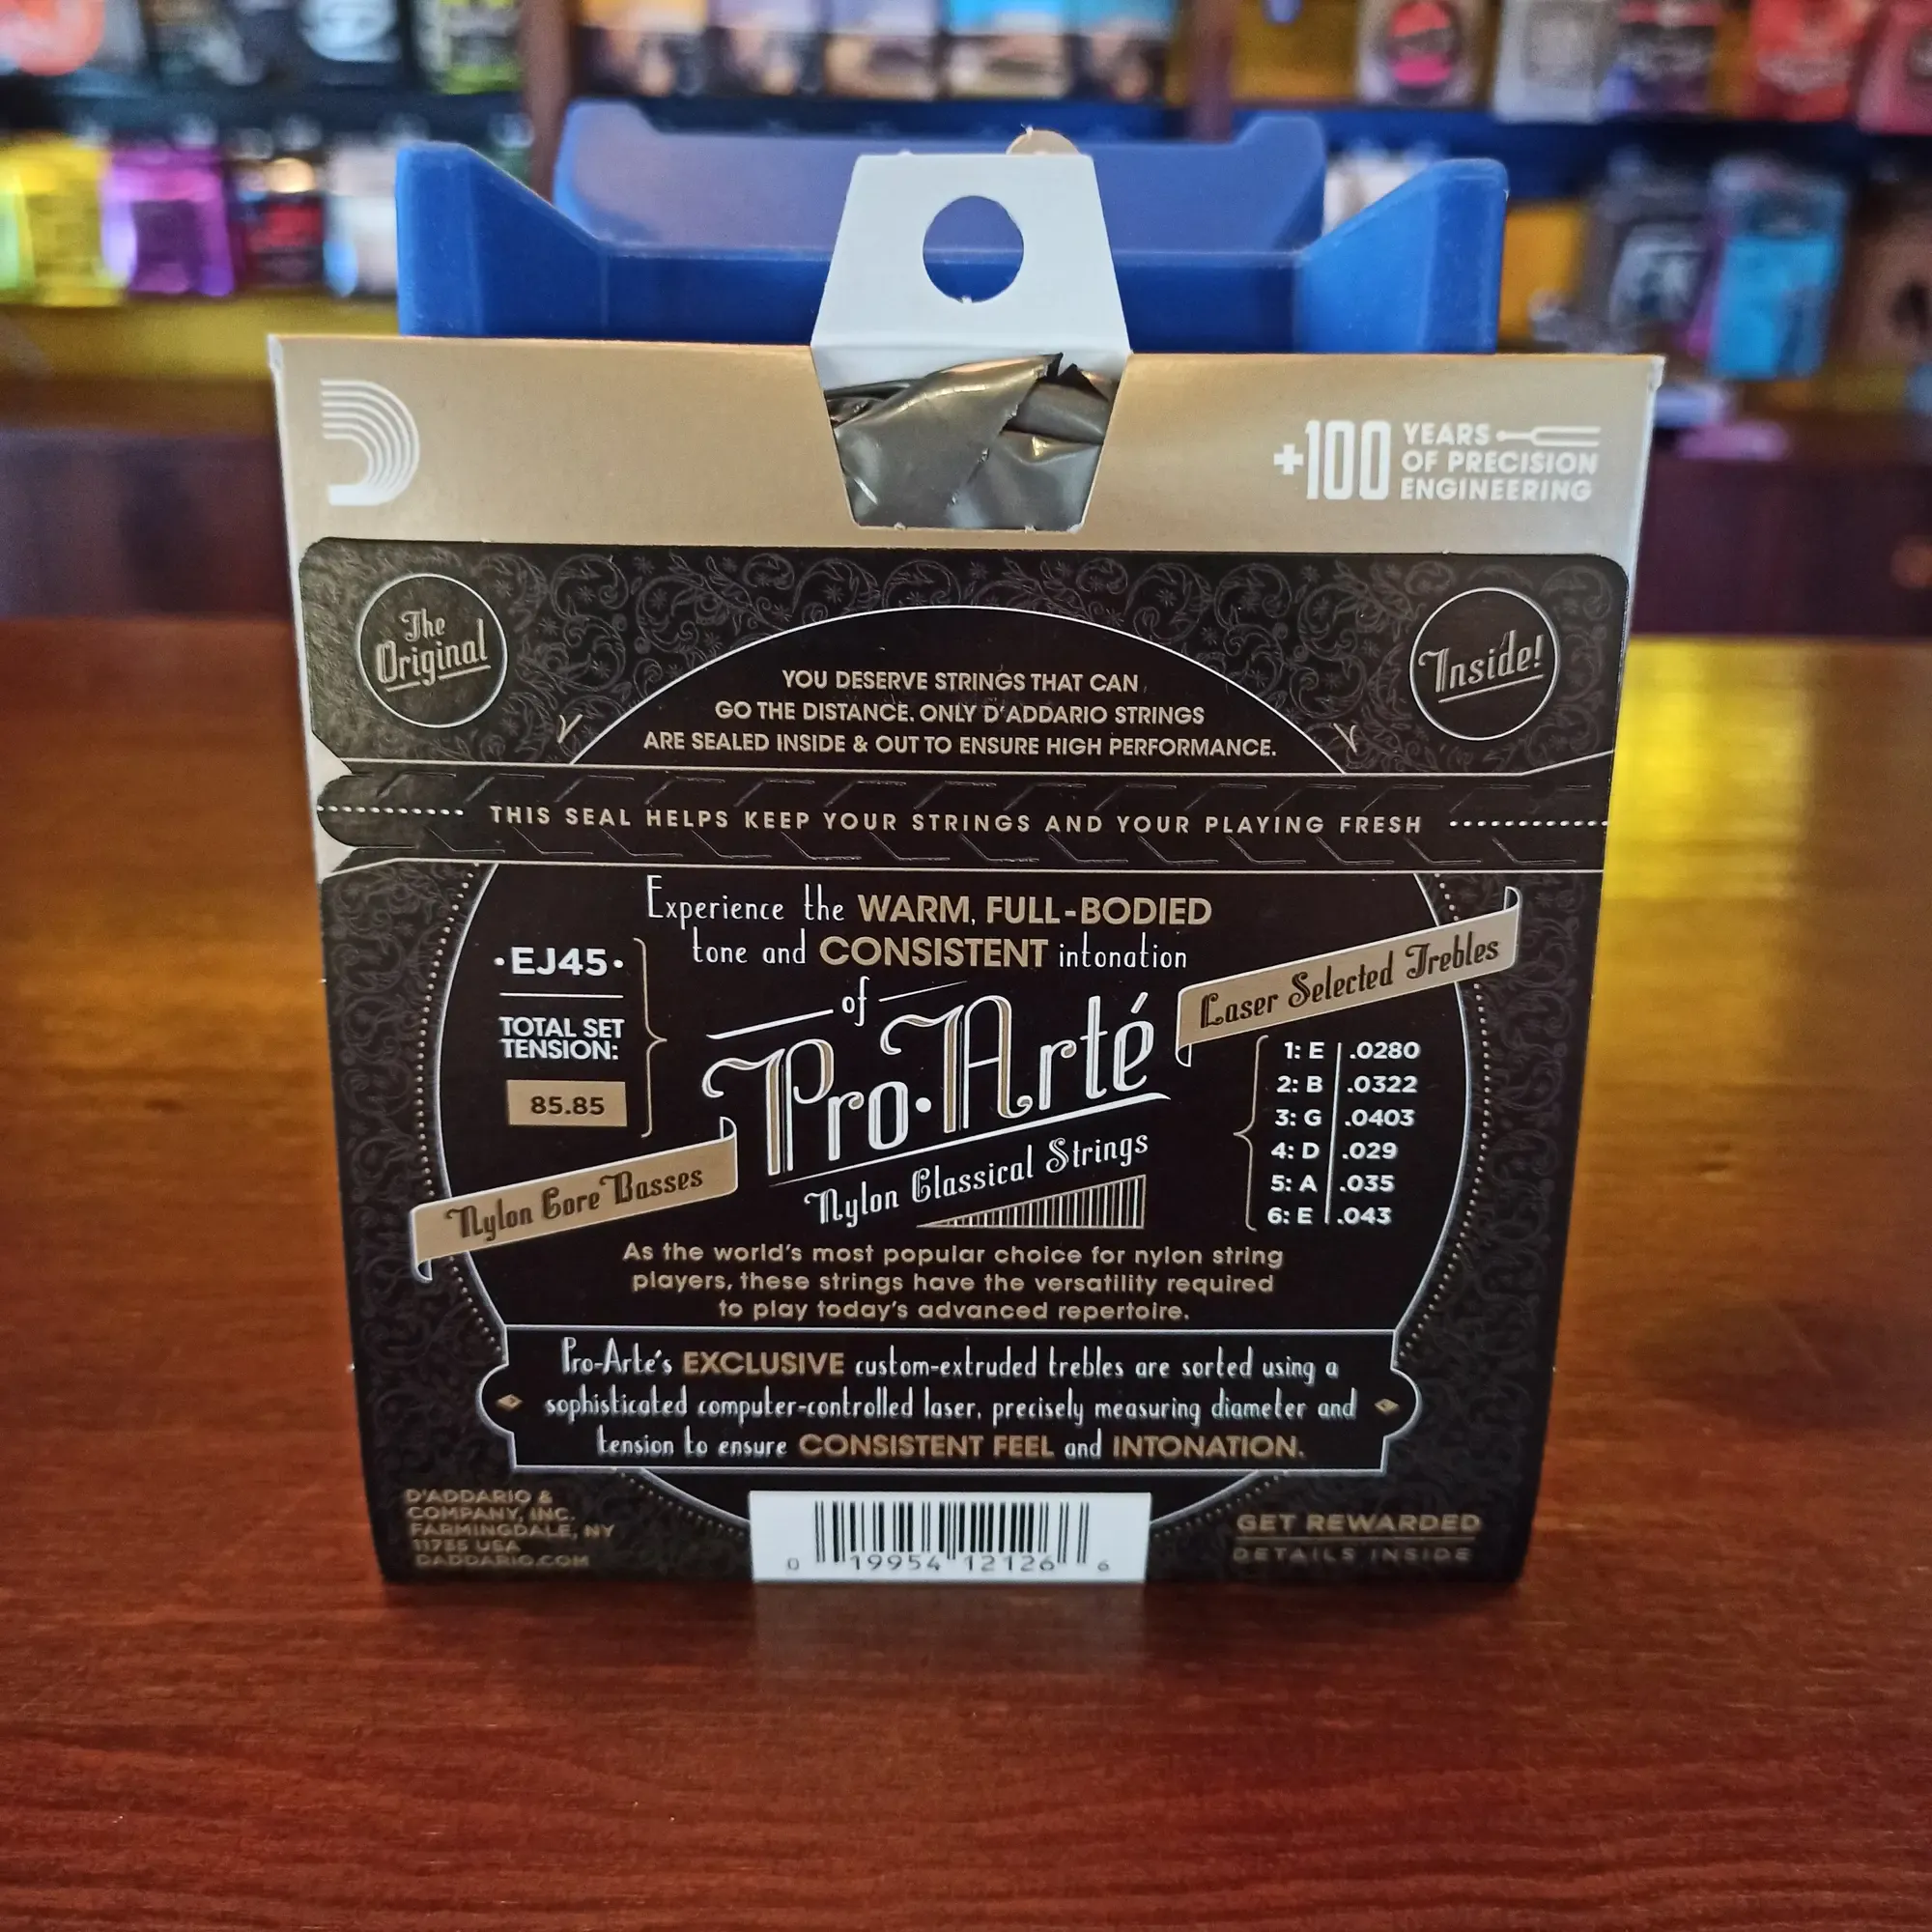 +100 YEARS
OF PRECISION
ENGINEERING
The
Original
Inside!
YOU DESERVE STRINGS THAT CAN
GO THE DISTANCE. ONLY D'ADDARIO STRINGS
ARE SEALED INSIDE & OUT TO ENSURE HIGH PERFORMANCE.
THIS SEAL HELPS KEEP YOUR STRINGS AND YOUR PLAYING FRESH
Experience the WARM, FULL-BODIED
tone and CONSISTENT intonation
of
Pro•Arté
Nylon Classical Strings
•EJ45•
TOTAL SET
TENSION:
85.85
Nylon Core Basses
Laser Selected Trebles
1: E .0280
2: B .0322
3: G .0403
4: D .029
5: A .035
6: E .043
As the world's most popular choice for nylon string
players, these strings have the versatility required
to play today's advanced repertoire.
Pro-Arte's EXCLUSIVE custom-extruded trebles are sorted using a
sophisticated computer-controlled laser, precisely measuring diameter and
tension to ensure CONSISTENT FEEL and INTONATION.
D'ADDARIO &
COMPANY, INC.
FARMINGDALE, NY
11735 USA
DADDARIO.COM
0 19954 12126 6
GET REWARDED
DETAILS INSIDE